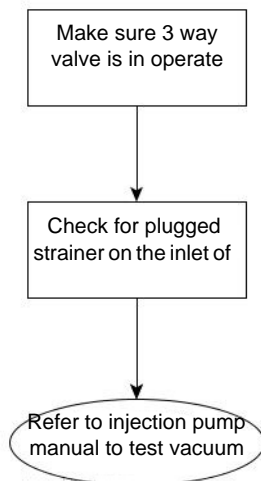 Make sure 3 way
valve is in operate
Check for plugged
strainer on the inlet of
Refer to injection pump
manual to test vacuum